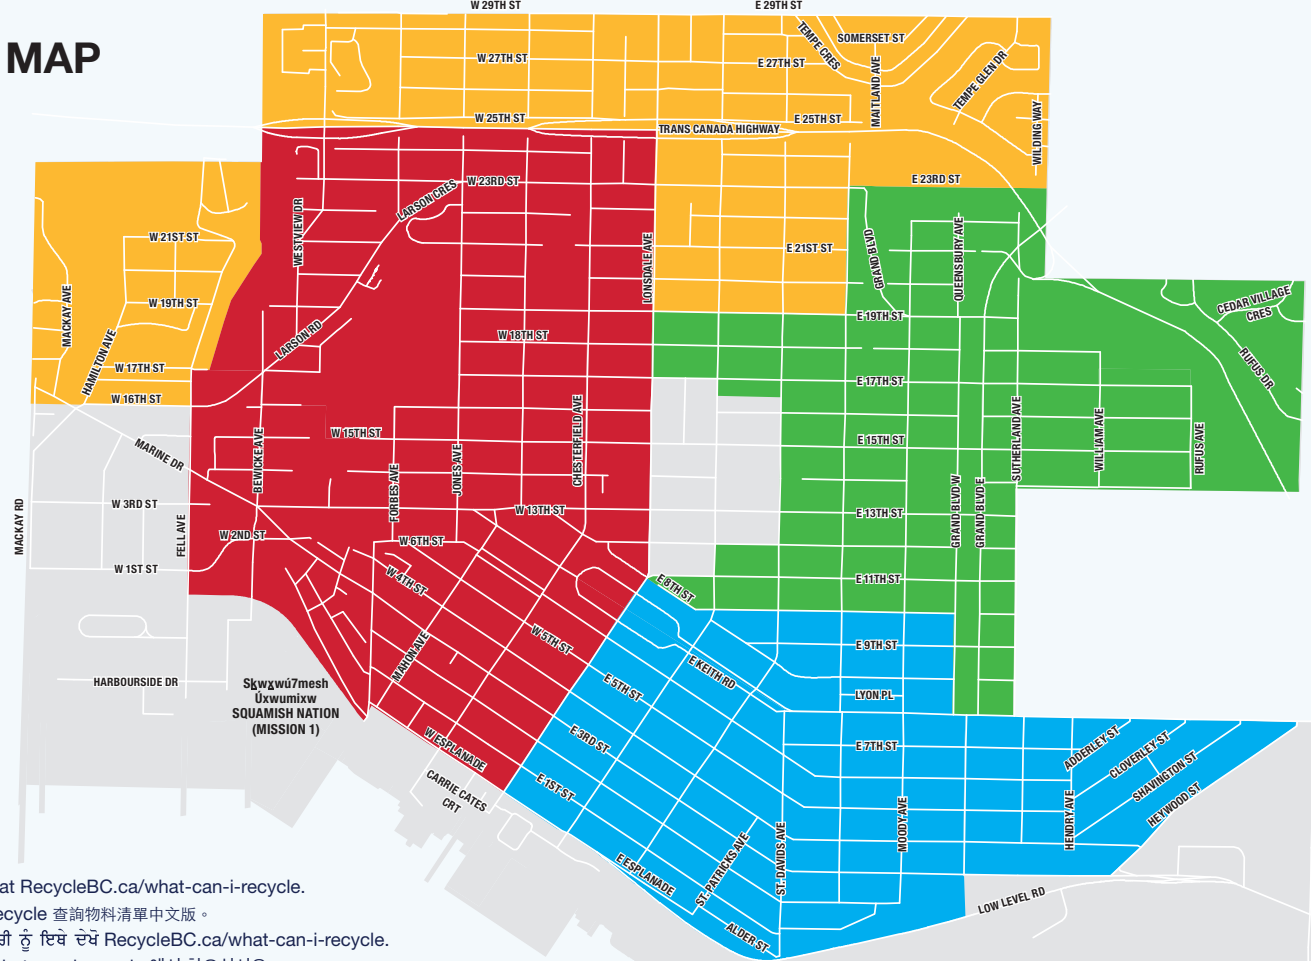 MAP
W 29TH ST
E 29TH ST
TEMPE CRES
SOMERSET ST
W 27TH ST
E 27TH ST
MAITLAND AVE
TEMPE GLEN DR
WILDING WAY
W 25TH ST
E 25TH ST
TRANS CANADA HIGHWAY
W 23RD ST
E 23RD ST
LARSON CRES
WESTVIEW DR
W 21ST ST
E 21ST ST
LONSDALE AVE
GRAND BLVD
QUEENSBURY AVE
MACKAY AVE
W 19TH ST
E 19TH ST
CEDAR VILLAGE
CRES
HAMILTON AVE
LARSON RD
W 18TH ST
RUFUS DR
W 17TH ST
E 17TH ST
W 16TH ST
BEWICKE AVE
W 15TH ST
E 15TH ST
CHESTERFIELD AVE
JONES AVE
FORBES AVE
SUTHERLAND AVE
WILLIAM AVE
RUFUS AVE
MARINE DR
W 3RD ST
MACKAY RD
FELL AVE
W 2ND ST
W 13TH ST
E 13TH ST
GRAND BLVD W
GRAND BLVD E
W 6TH ST
W 1ST ST
W 4TH ST
E 11TH ST
E 8TH ST
W 5TH ST
MAHON AVE
E 9TH ST
E KEITH RD
E 5TH ST
LYON PL
HARBOURSIDE DR
Sḵwx̱wú7mesh
Úxwumixw
SQUAMISH NATION
(MISSION 1)
E 3RD ST
E 7TH ST
W ESPLANADE
ADDERLEY ST
CLOVERLEY ST
SHAVINGTON ST
HEYWOOD ST
CARRIE CATES
CRT
E 1ST ST
HENDRY AVE
MOODY AVE
ST. DAVIDS AVE
ST. PATRICKS AVE
E ESPLANADE
ALDER ST
LOW LEVEL RD
at RecycleBC.ca/what-can-i-recycle.
ecycle 查詢物料清單中文版。
ਨੂੰ ਇਥੇ ਦੇਖੋ RecycleBC.ca/what-can-i-recycle.